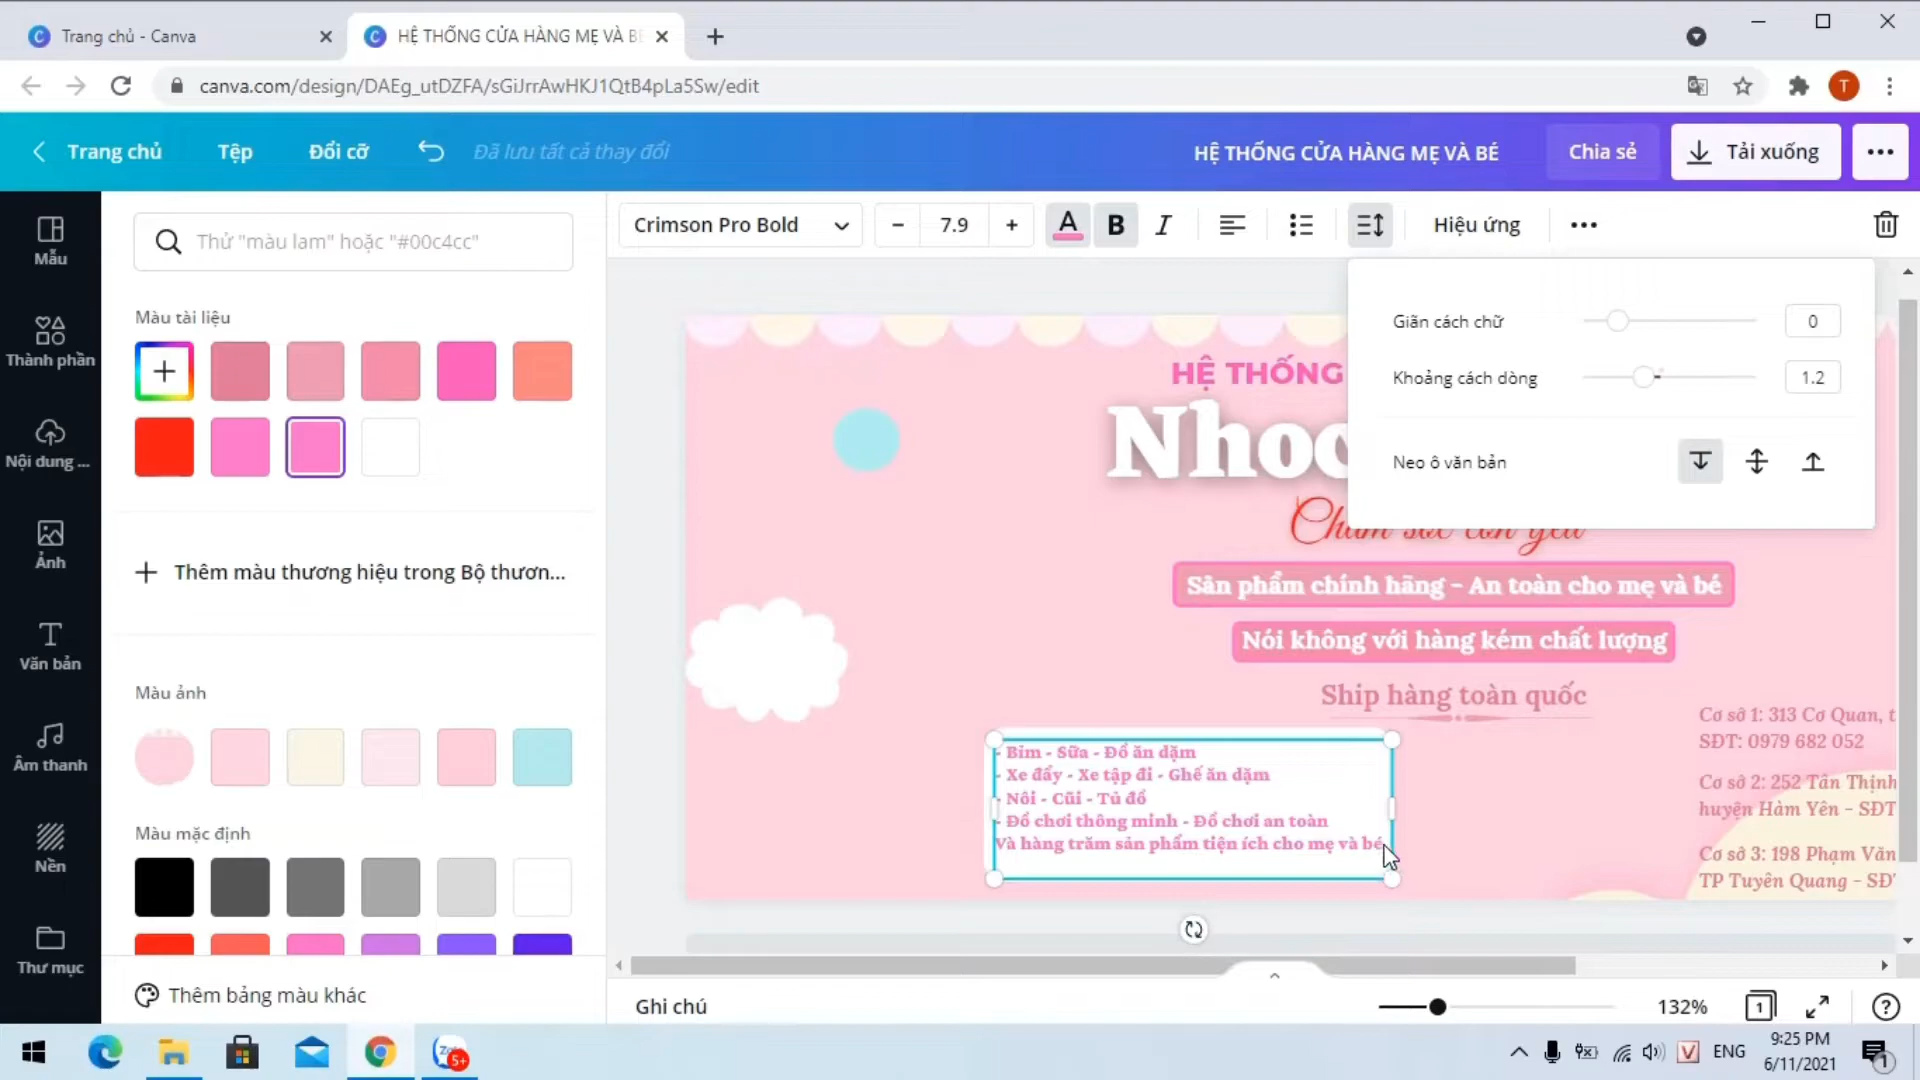 Trang chủ - Canva
HỆ THỐNG CỬA HÀNG MẸ VÀ BÉ
canva.com/design/DAEg_utDZFA/sGiJrrAwHKJ1QtB4pLa5Sw/edit
T
Trang chủ
Tệp
Đổi cỡ
Đã lưu tất cả thay đổi
HỆ THỐNG CỬA HÀNG MẸ VÀ BÉ
Chia sẻ
Tải xuống
Mẫu
Thành phần
Nội dung ...
Ảnh
Văn bản
Âm thanh
Nền
Thư mục
Thử "màu lam" hoặc "#00c4cc"
Màu tài liệu
Thêm màu thương hiệu trong Bộ thươn...
Màu ảnh
Màu mặc định
Thêm bảng màu khác
Crimson Pro Bold
7.9
A B I
Hiệu ứng
Giãn cách chữ
0
Khoảng cách dòng
1.2
Neo ô văn bản
HỆ THỐNG
Nhoc
Chăm sóc con yêu
Sản phẩm chính hãng - An toàn cho mẹ và bé
Nói không với hàng kém chất lượng
Ship hàng toàn quốc
- Bỉm - Sữa - Đồ ăn dặm
- Xe đẩy - Xe tập đi - Ghế ăn dặm
- Nôi - Cũi - Tủ đồ
- Đồ chơi thông minh - Đồ chơi an toàn
Và hàng trăm sản phẩm tiện ích cho mẹ và bé
Cơ sở 1: 313 Cơ Quan, t
SĐT: 0979 682 052
Cơ sở 2: 252 Tân Thịnh
huyện Hàm Yên - SĐT
Cơ sở 3: 198 Phạm Văn
TP Tuyên Quang - SĐT
Ghi chú
132%
1
5+
ENG
9:25 PM
6/11/2021
1